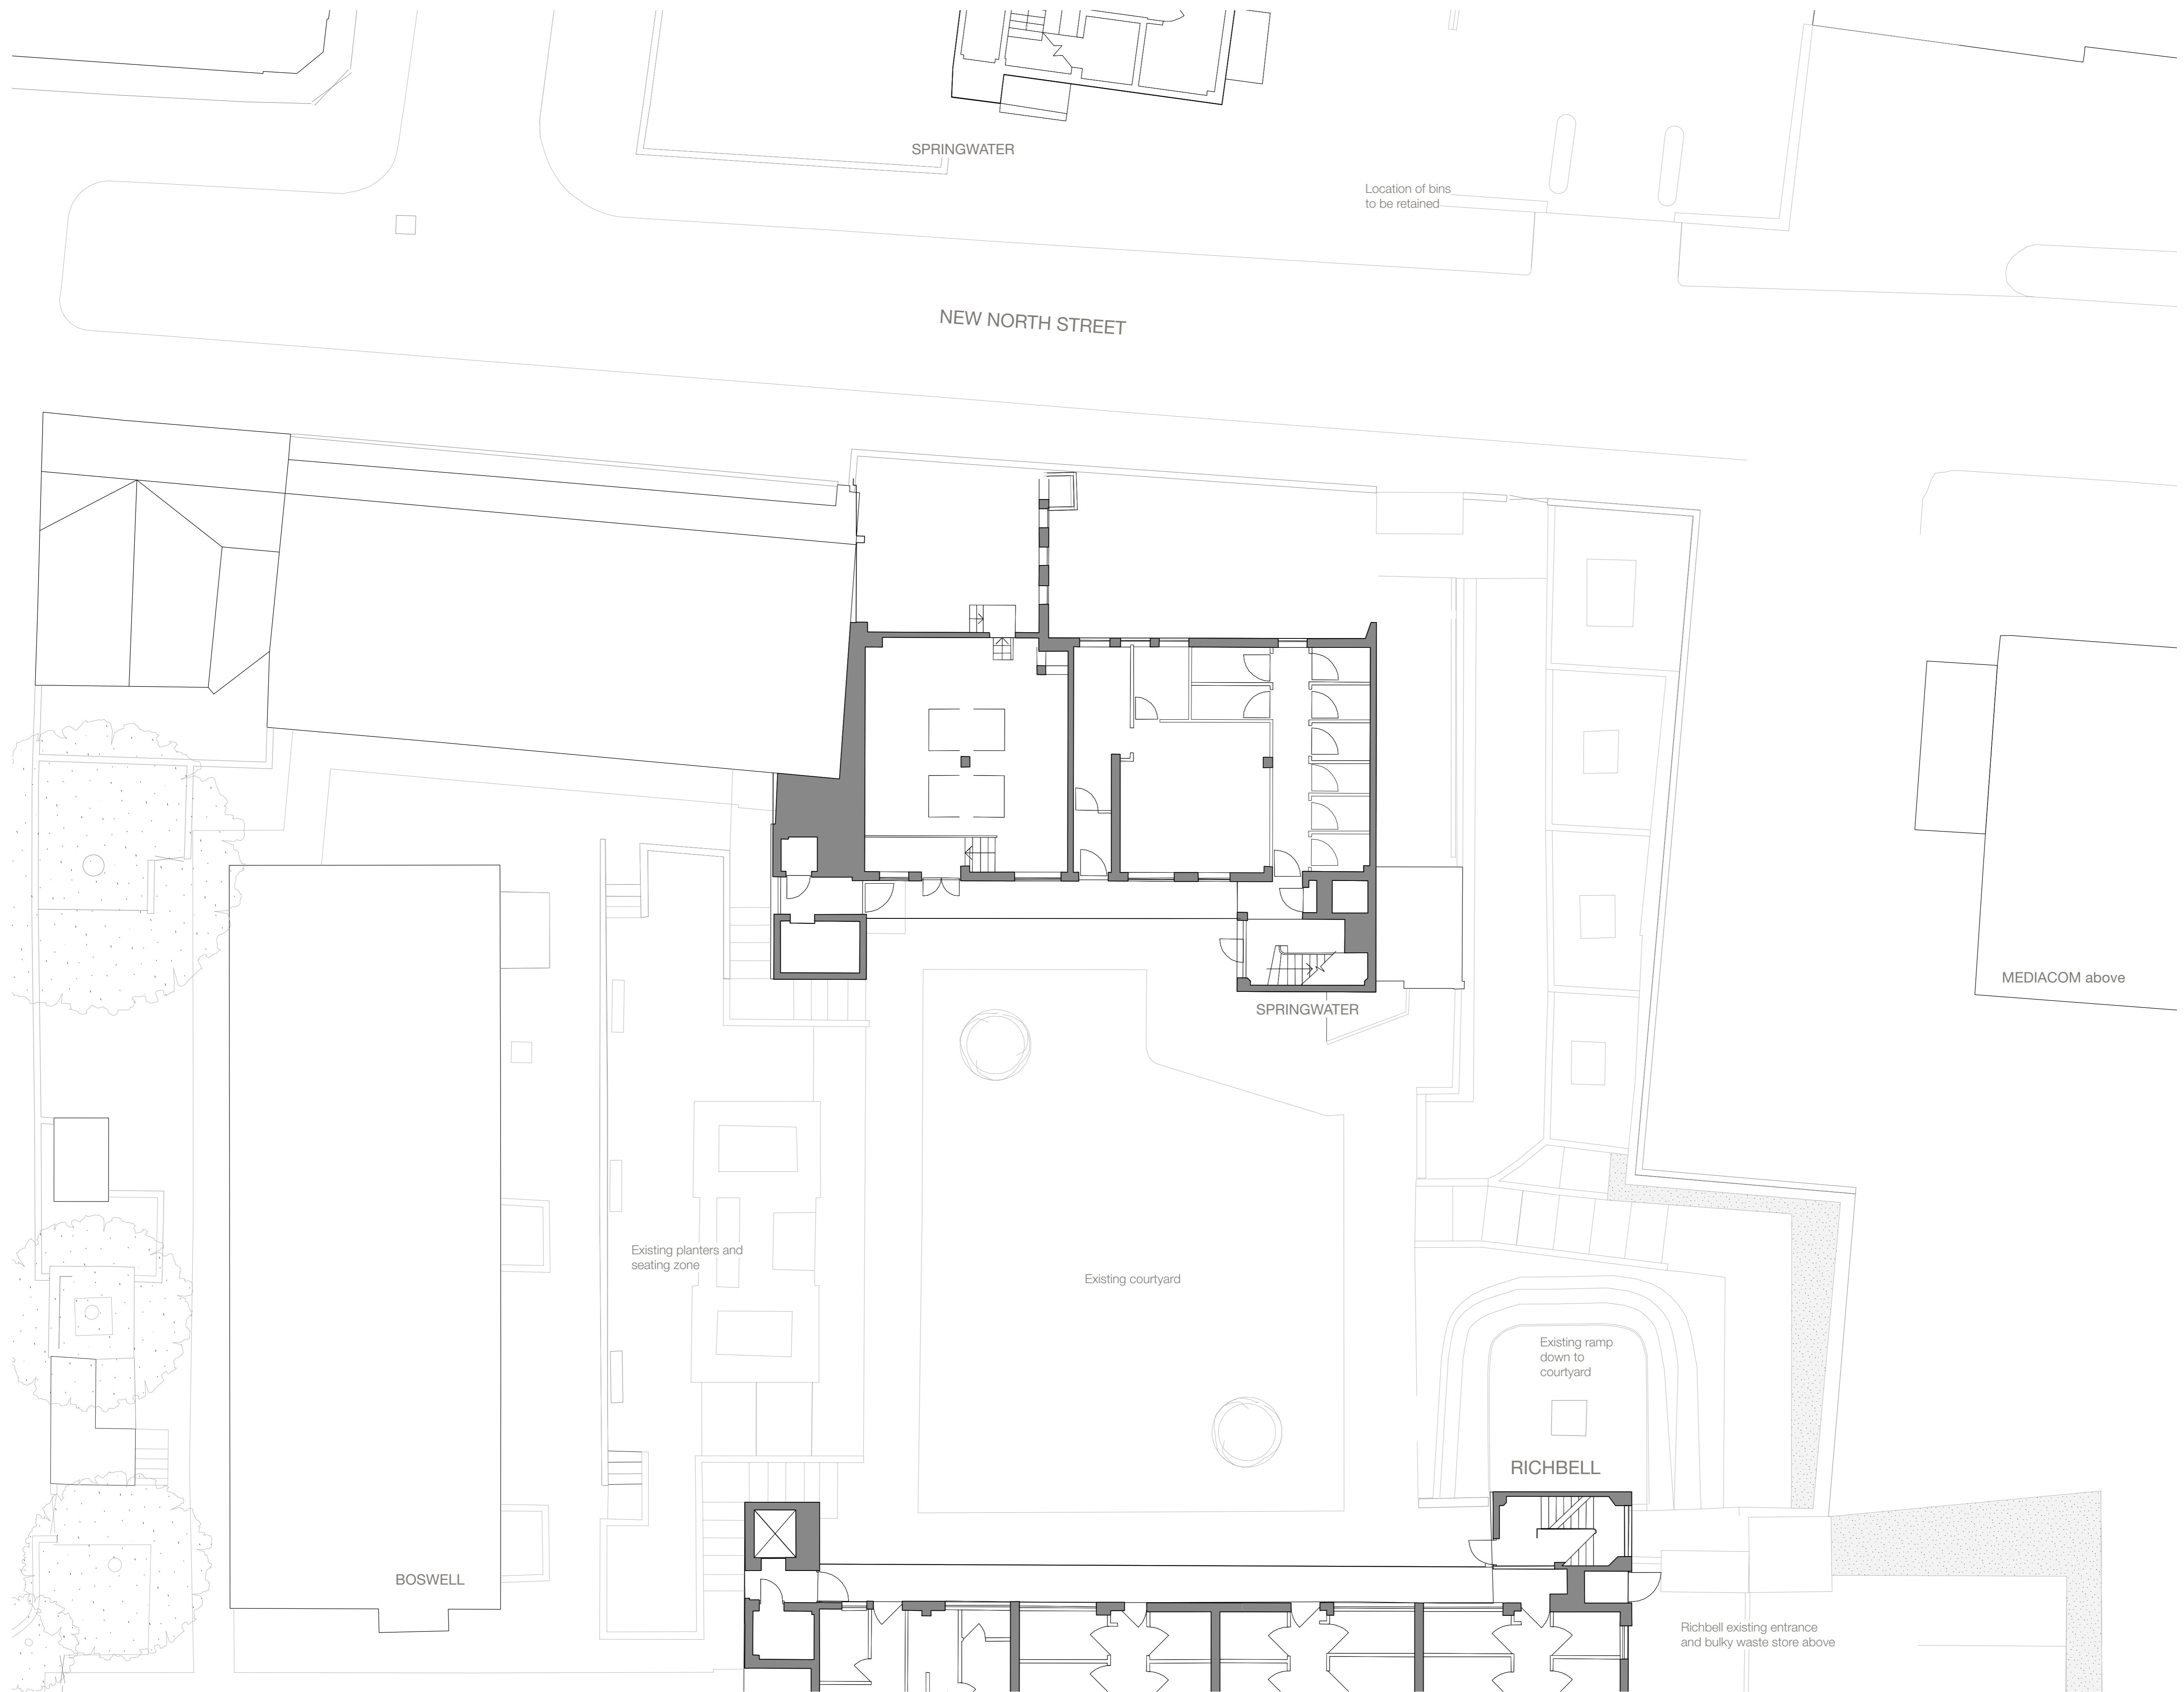 SPRINGWATER
Location of bins
to be retained
NEW NORTH STREET
MEDIACOM above
SPRINGWATER
Existing planters and
seating zone
Existing courtyard
Existing ramp
down to
courtyard
RICHBELL
BOSWELL
Richbell existing entrance
and bulky waste store above